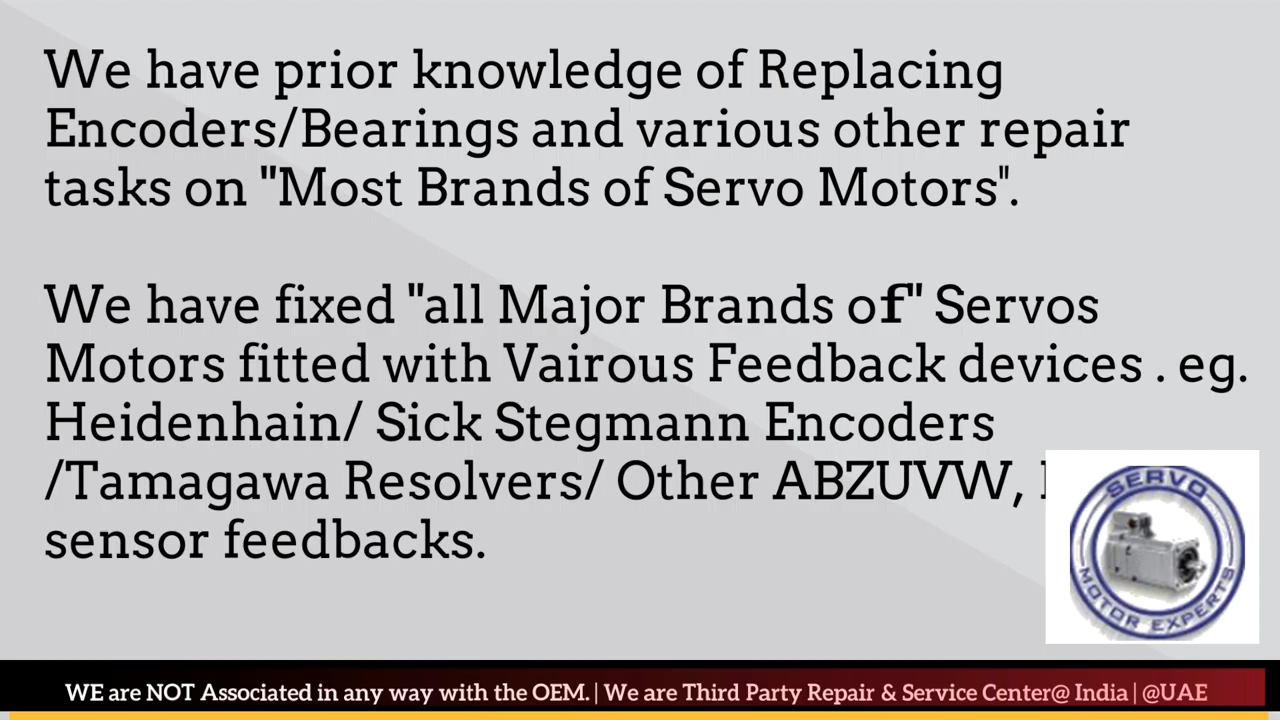 We have prior knowledge of Replacing
Encoders/Bearings and various other repair
tasks on "Most Brands of Servo Motors".
We have fixed "all Major Brands of" Servos
Motors fitted with Vairous Feedback devices . eg.
Heidenhain/ Sick Stegmann Encoders
/Tamagawa Resolvers/ Other ABZUVW,
sensor feedbacks.
SERVO
MOTOR EXPERTS
WE are NOT Associated in any way with the OEM. | We are Third Party Repair & Service Center@ India | @UAE